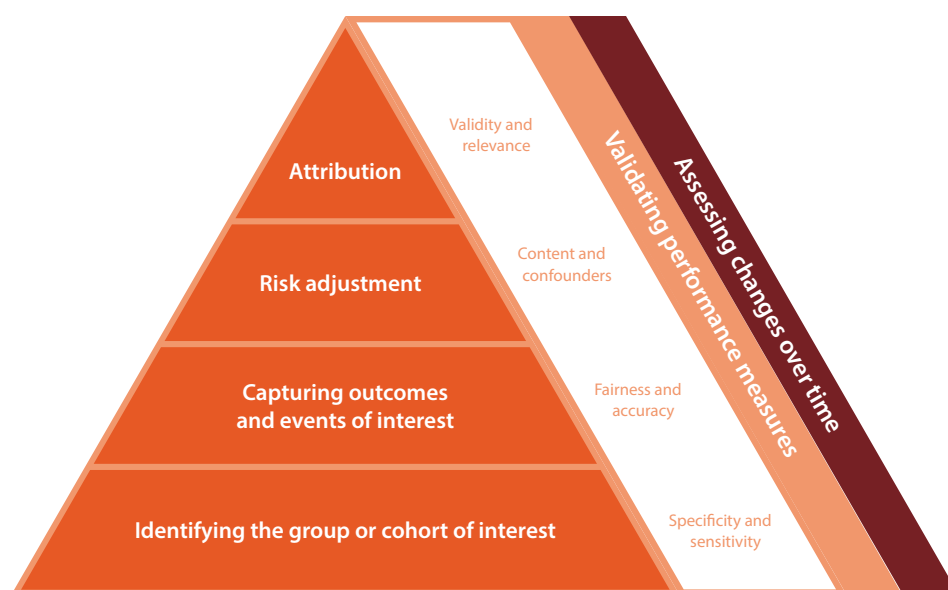 Attribution
Validity and
relevance
Risk adjustment
Content and
confounders
Capturing outcomes
and events of interest
Fairness and
accuracy
Identifying the group or cohort of interest
Specificity and
sensitivity
Validating performance measures
Assessing changes over time